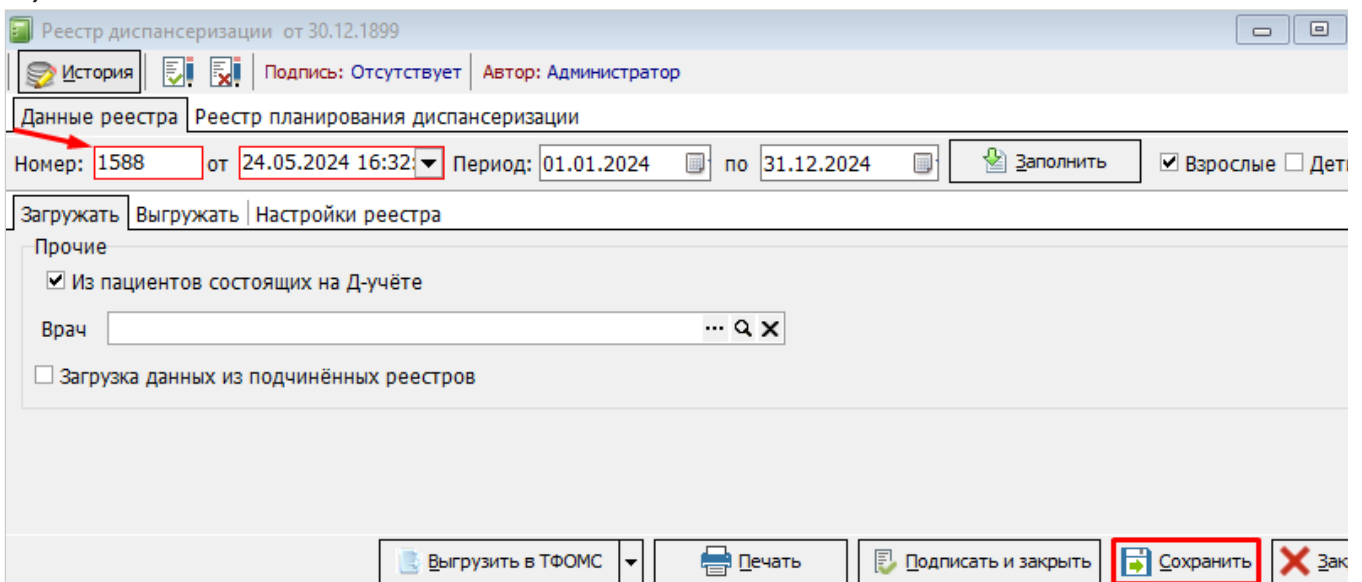 Реестр диспансеризации от 30.12.1899
История Подпись: Отсутствует Автор: Администратор
Данные реестра Реестр планирования диспансеризации
Номер: 1588 от 24.05.2024 16:32: Период: 01.01.2024 по 31.12.2024 Заполнить Взрослые Дет
Загружать Выгружать Настройки реестра
Прочие
Из пациентов состоящих на Д-учёте
Врач
Загрузка данных из подчинённых реестров
Выгрузить в ТФОМС Печать Подписать и закрыть Сохранить Зак